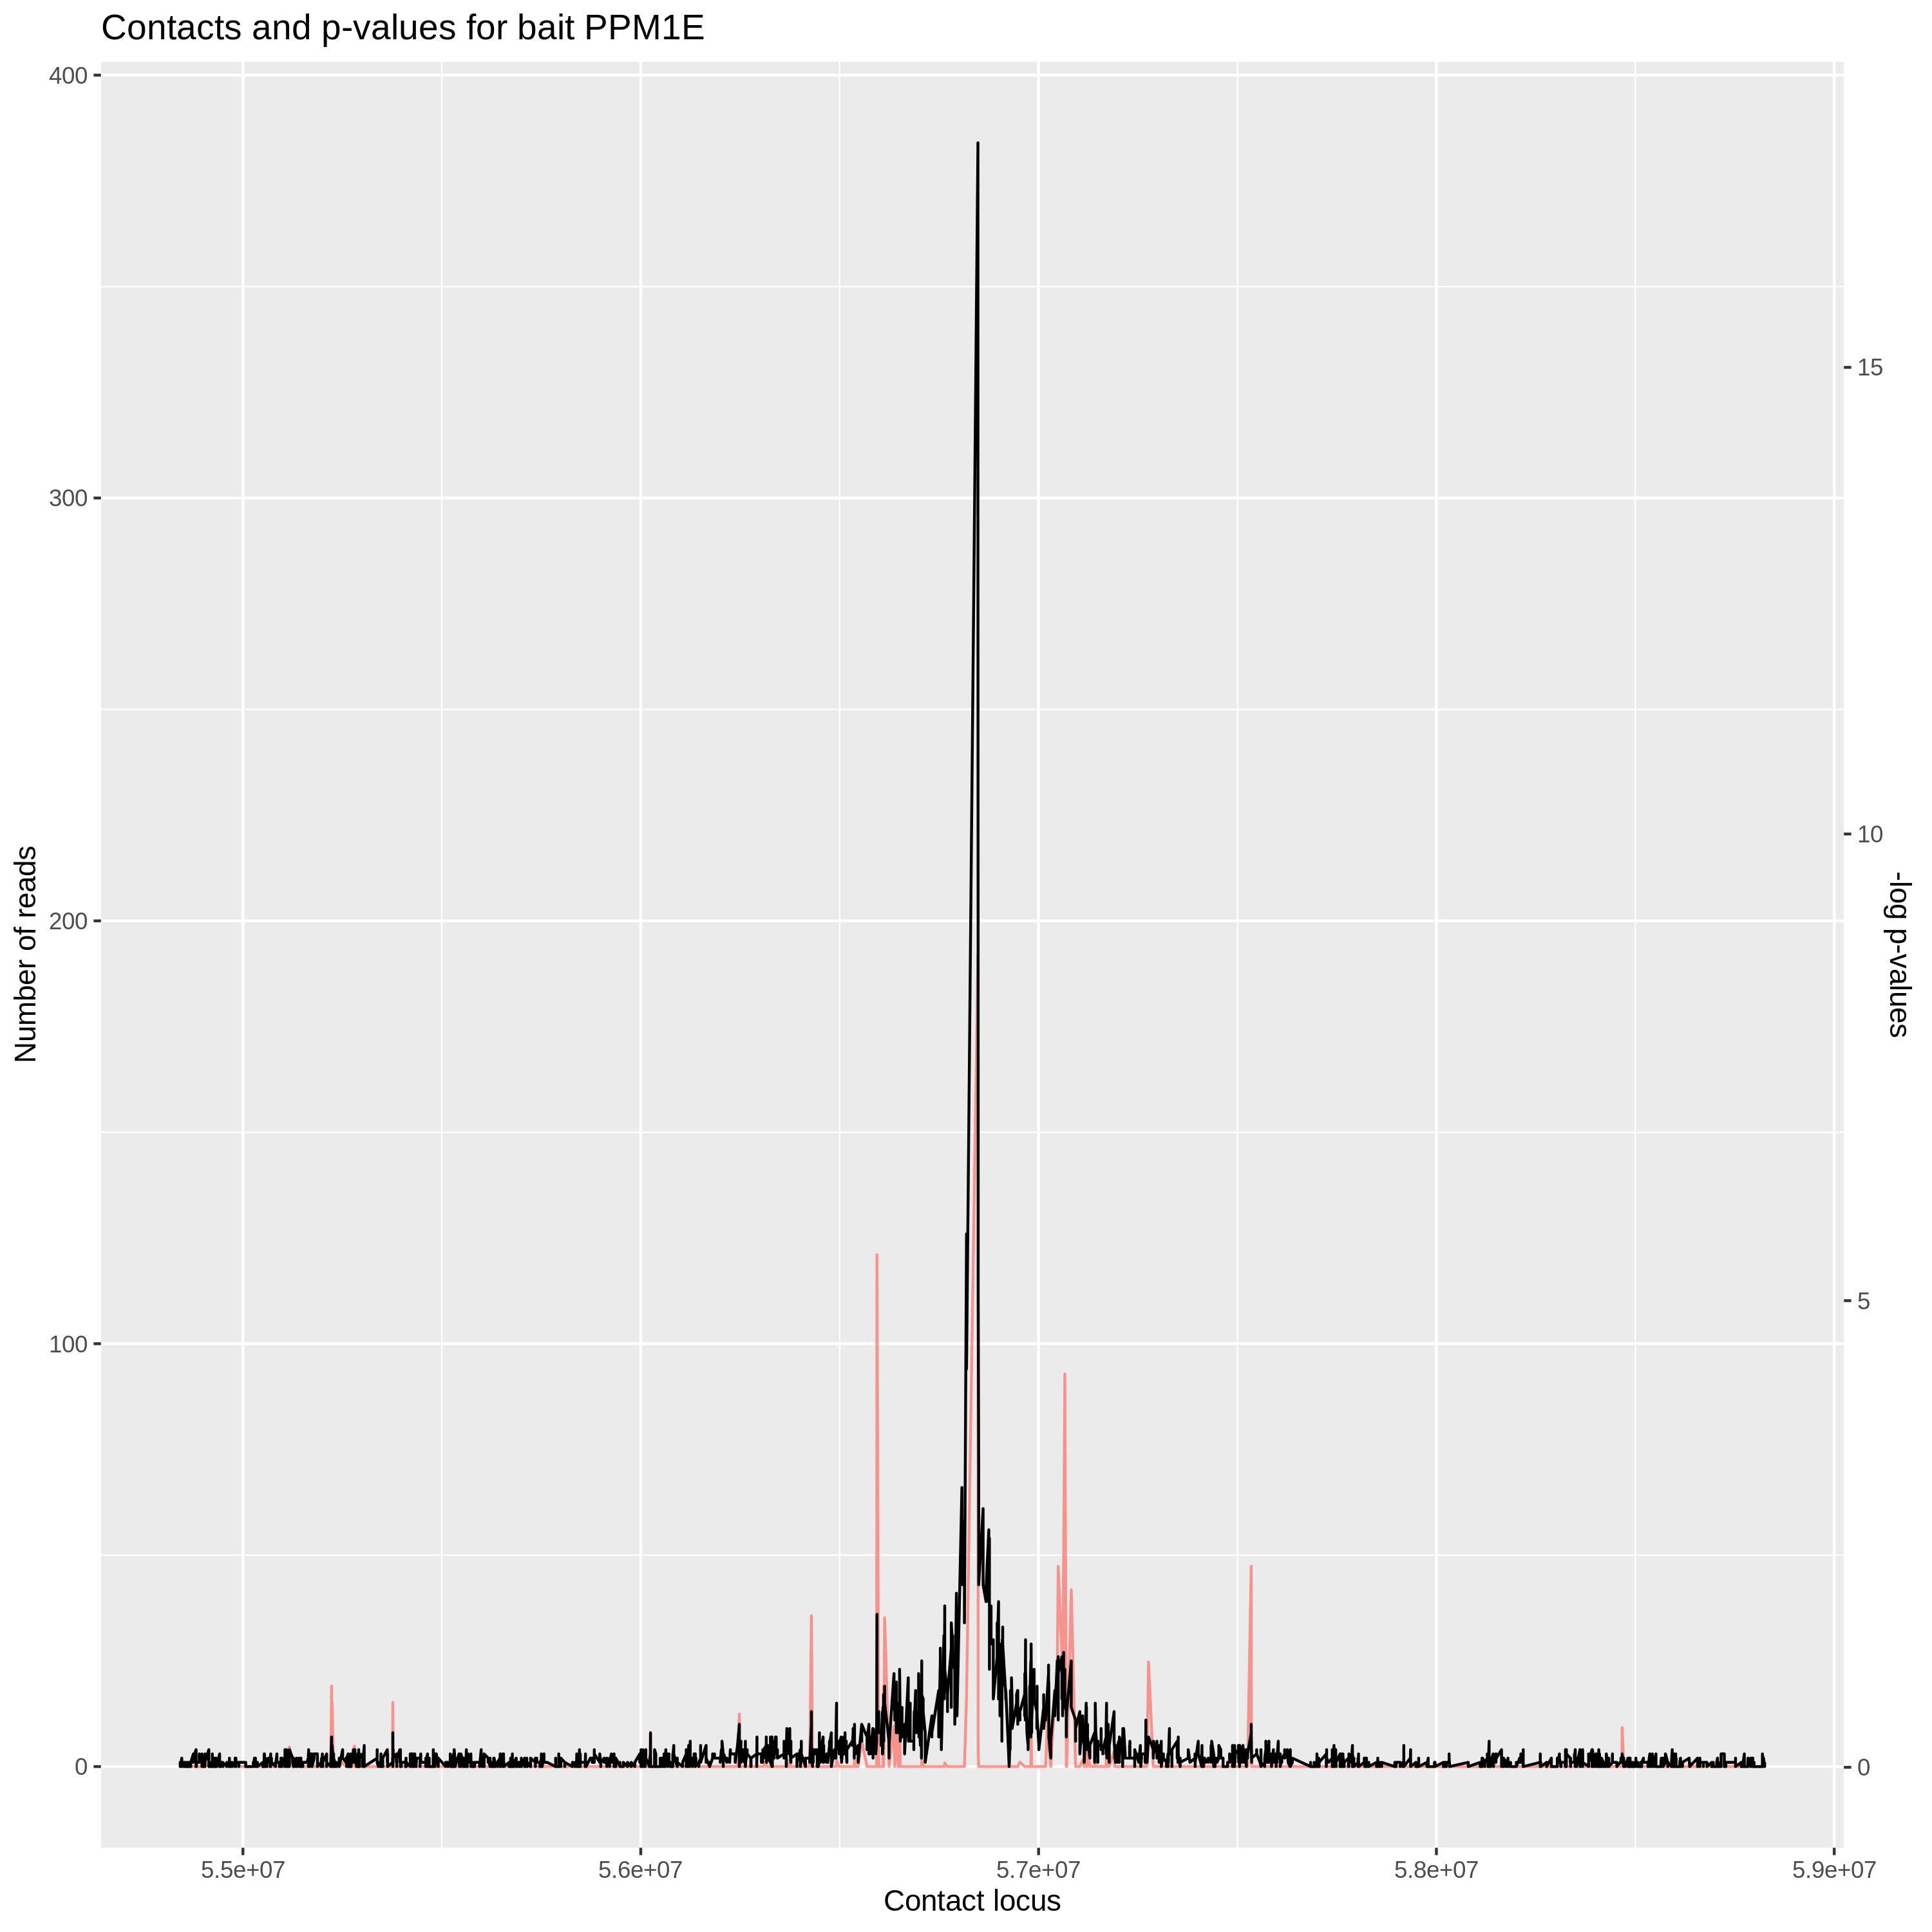 Contacts and p-values for bait PPM1E
400
300
200
100
0
Number of reads
15
10
5
0
-log p-values
5.5e+07 5.6e+07 5.7e+07 5.8e+07 5.9e+07
Contact locus